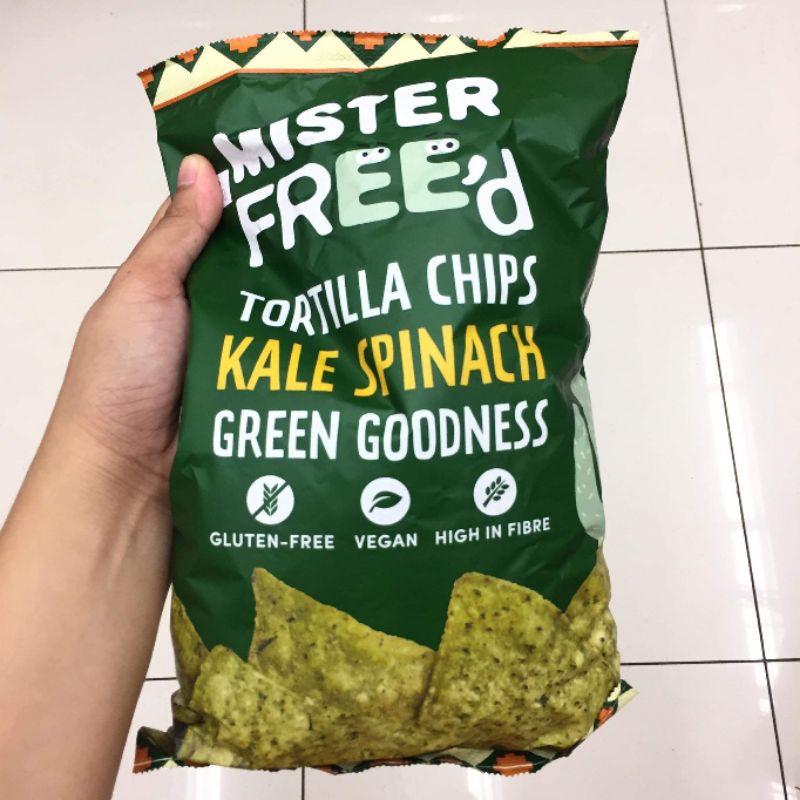 MISTER
FREE'd
TORTILLA CHIPS
KALE SPINACH
GREEN GOODNESS
GLUTEN-FREE VEGAN HIGH IN FIBRE